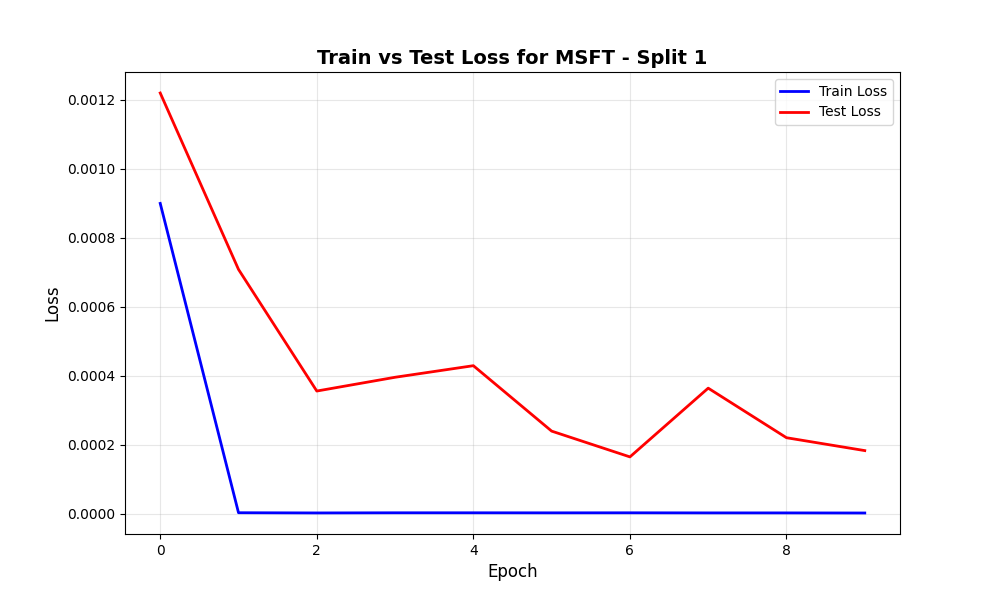 Train vs Test Loss for MSFT - Split 1
Train Loss
Test Loss
0.0012
0.0010
0.0008
0.0006
0.0004
0.0002
0.0000
Loss
0 2 4 6 8
Epoch